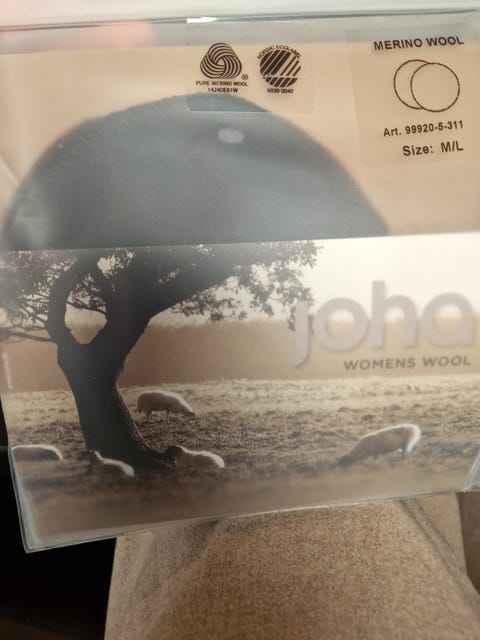 PURE MERINO WOOL
1424DE81W
NORDIC ECOLABEL
5039 0042
MERINO WOOL
Art. 99920-5-311
Size: M/L
joha
WOMENS WOOL